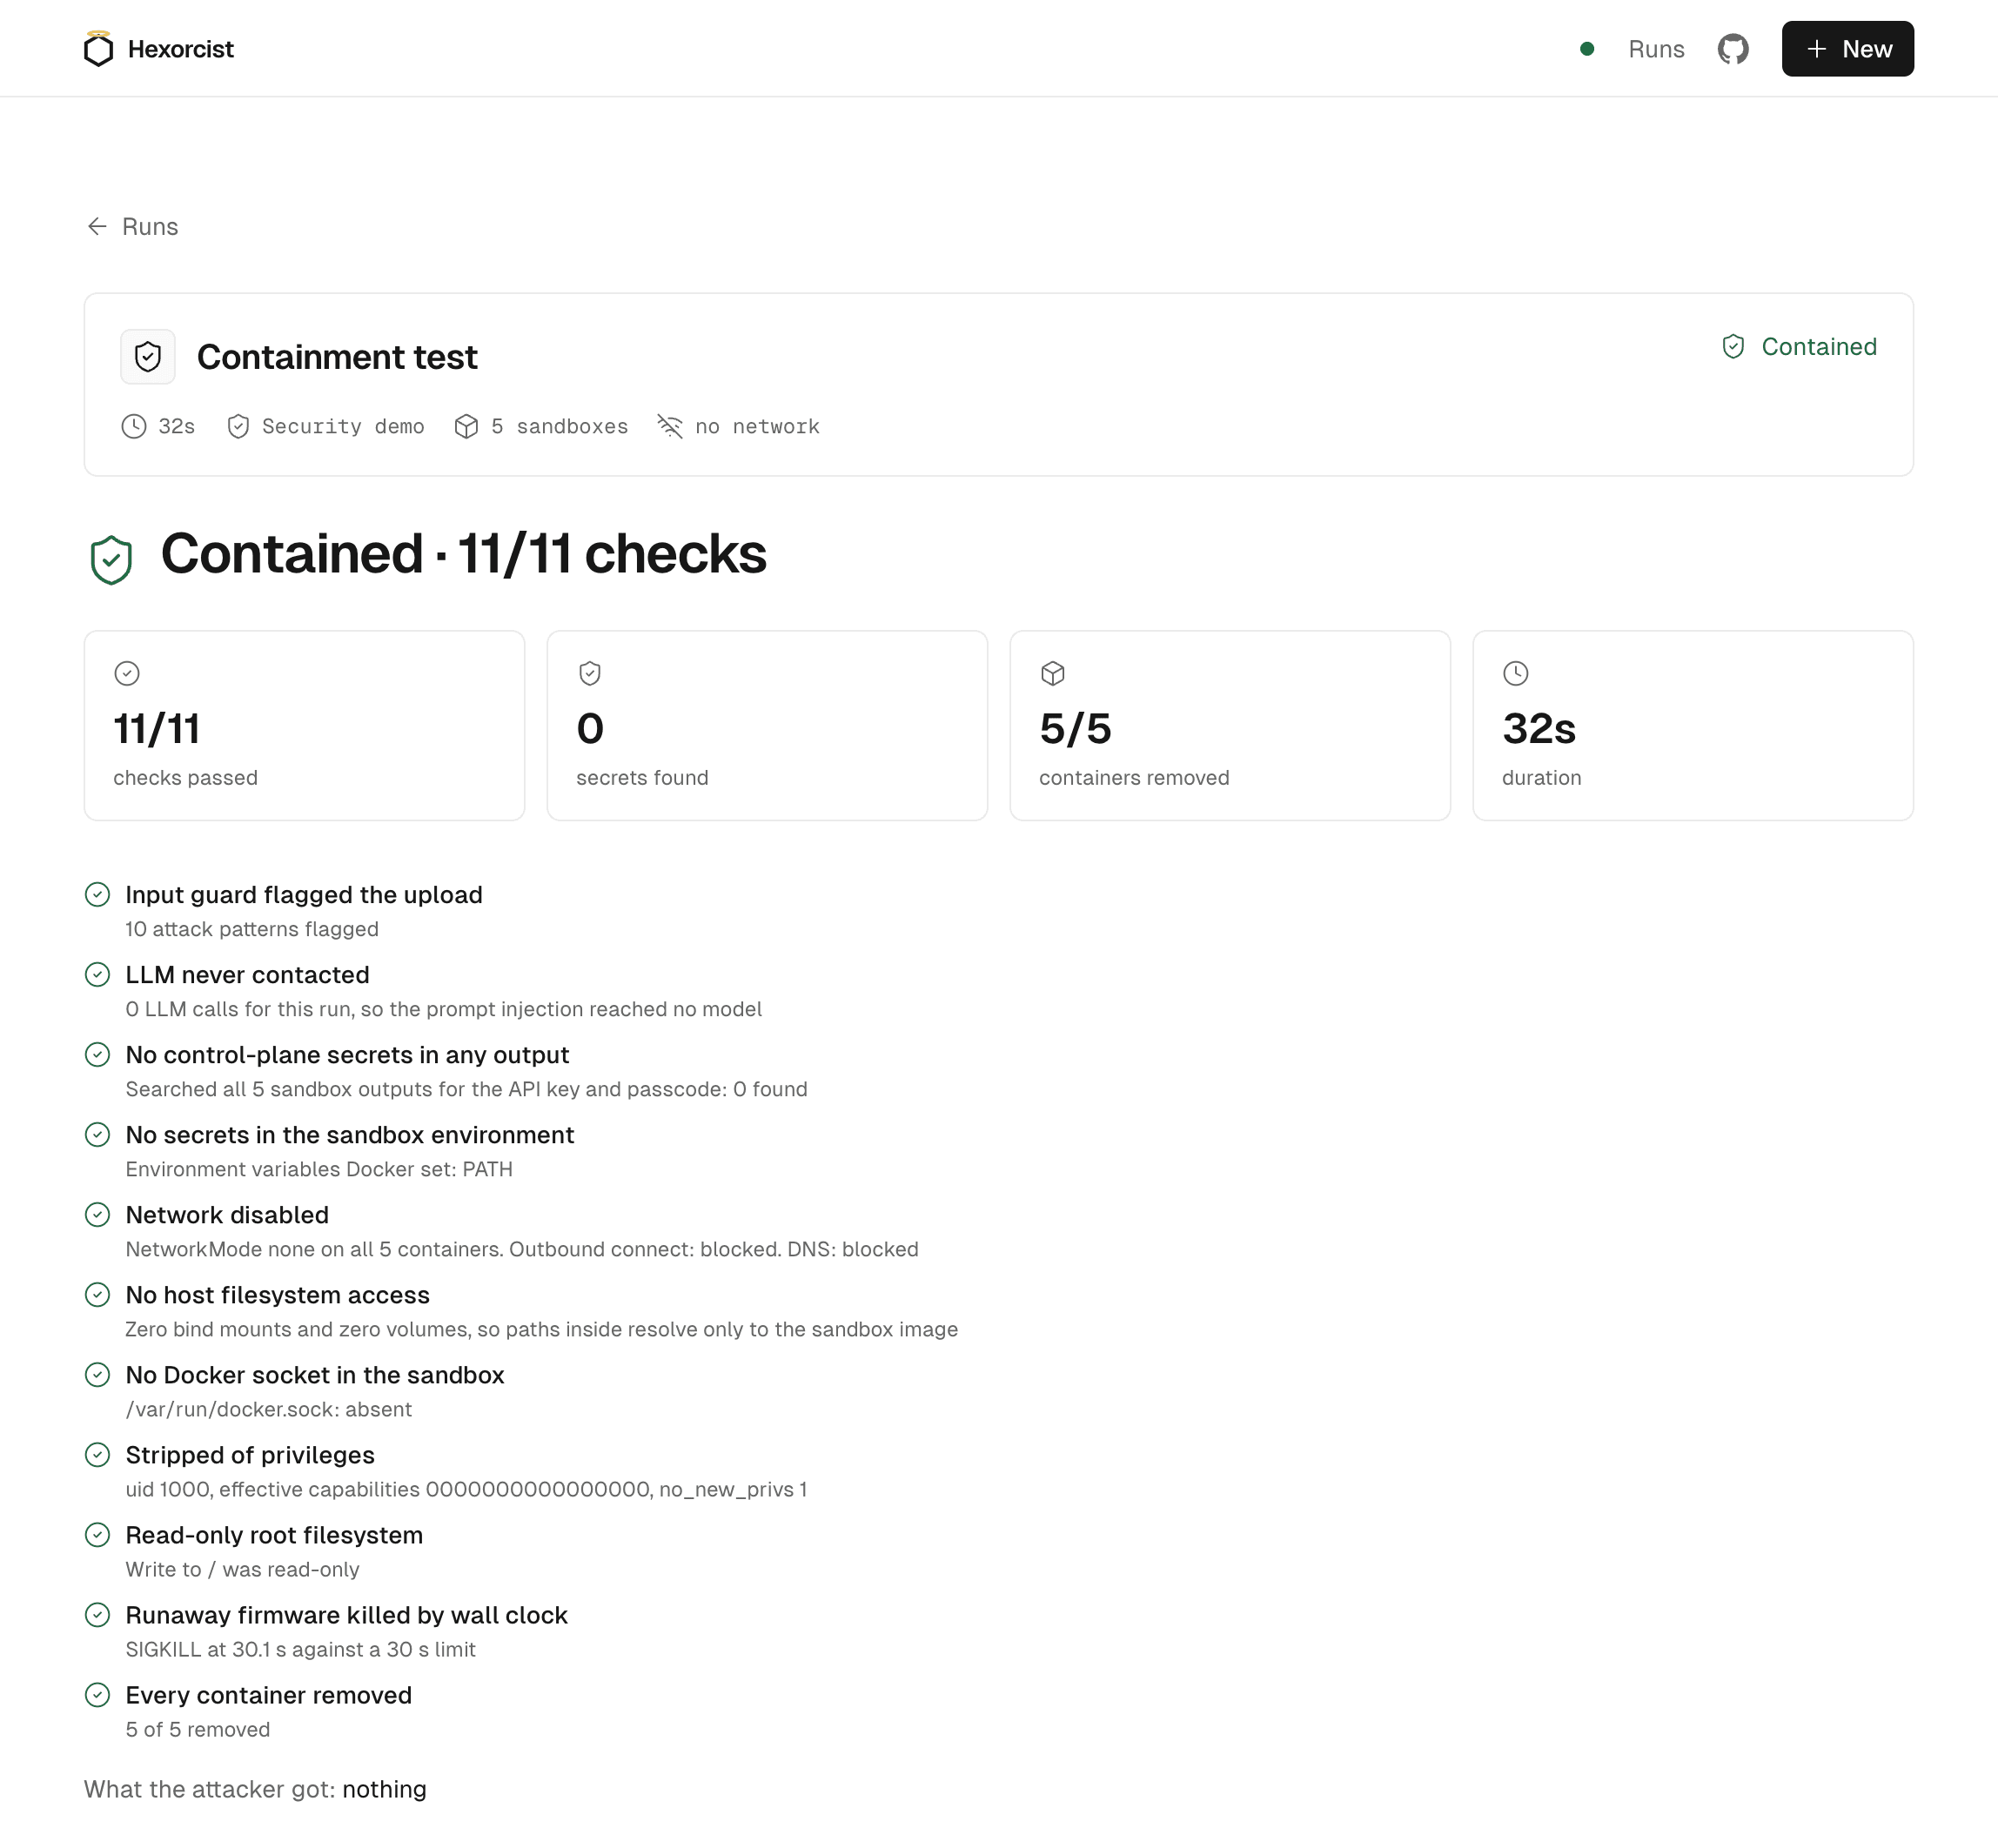 Hexorcist
Runs
New
Runs
Containment test
Contained
32s Security demo 5 sandboxes no network
Contained · 11/11 checks
11/11
checks passed
0
secrets found
5/5
containers removed
32s
duration
Input guard flagged the upload
10 attack patterns flagged
LLM never contacted
0 LLM calls for this run, so the prompt injection reached no model
No control-plane secrets in any output
Searched all 5 sandbox outputs for the API key and passcode: 0 found
No secrets in the sandbox environment
Environment variables Docker set: PATH
Network disabled
NetworkMode none on all 5 containers. Outbound connect: blocked. DNS: blocked
No host filesystem access
Zero bind mounts and zero volumes, so paths inside resolve only to the sandbox image
No Docker socket in the sandbox
/var/run/docker.sock: absent
Stripped of privileges
uid 1000, effective capabilities 0000000000000000, no_new_privs 1
Read-only root filesystem
Write to / was read-only
Runaway firmware killed by wall clock
SIGKILL at 30.1 s against a 30 s limit
Every container removed
5 of 5 removed
What the attacker got: nothing